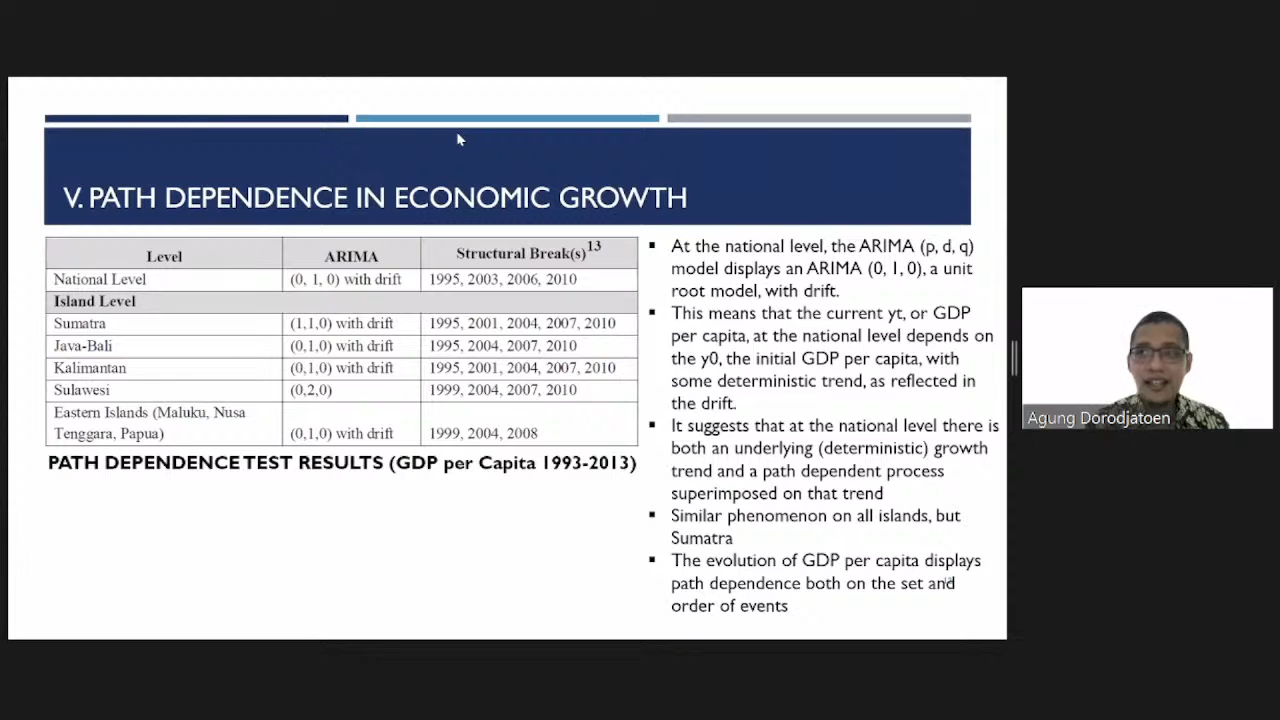 V. PATH DEPENDENCE IN ECONOMIC GROWTH
Level ARIMA Structural Break(s)13
National Level (0, 1, 0) with drift 1995, 2003, 2006, 2010
Island Level
Sumatra (1,1,0) with drift 1995, 2001, 2004, 2007, 2010
Java-Bali (0,1,0) with drift 1995, 2004, 2007, 2010
Kalimantan (0,1,0) with drift 1995, 2001, 2004, 2007, 2010
Sulawesi (0,2,0) 1999, 2004, 2007, 2010
Eastern Islands (Maluku, Nusa
Tenggara, Papua) (0,1,0) with drift 1999, 2004, 2008
PATH DEPENDENCE TEST RESULTS (GDP per Capita 1993-2013)
▪ At the national level, the ARIMA (p, d, q)
model displays an ARIMA (0, 1, 0), a unit
root model, with drift.
▪ This means that the current yt, or GDP
per capita, at the national level depends on
the y0, the initial GDP per capita, with
some deterministic trend, as reflected in
the drift.
▪ It suggests that at the national level there is
both an underlying (deterministic) growth
trend and a path dependent process
superimposed on that trend
▪ Similar phenomenon on all islands, but
Sumatra
▪ The evolution of GDP per capita displays
path dependence both on the set and
order of events
Agung Dorodjatoen